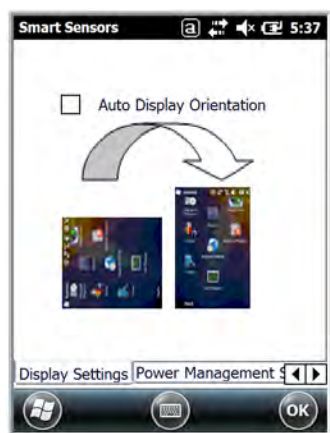 Smart Sensors a 5:37
Auto Display Orientation
Display Settings Power Management S
OK